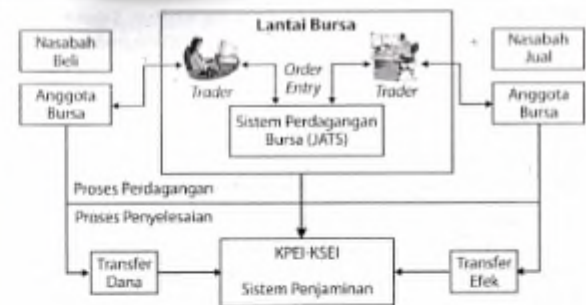 Lantai Bursa
Nasabah
Beli
Nasabah
Jual
Trader
Order
Entry
Trader
Anggota
Bursa
Anggota
Bursa
Sistem Perdagangan
Bursa (JATS)
Proses Perdagangan
Proses Penyelesaian
Transfer
Dana
KPEI-KSEI
Sistem Penjaminan
Transfer
Efek